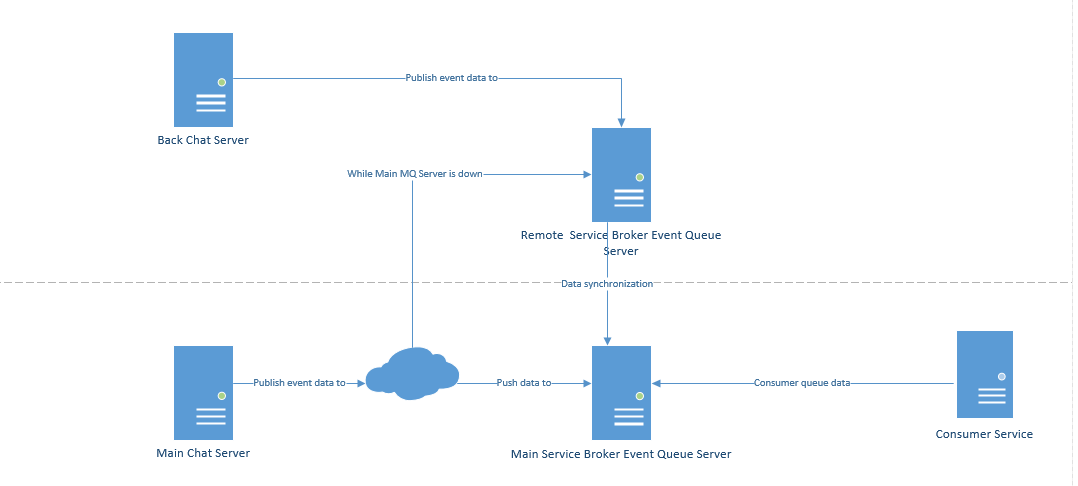 Publish event data to
Back Chat Server
While Main MQ Server is down
Remote Service Broker Event Queue
Server
Data synchronization
Publish event data to
Push data to
Consumer queue data
Main Chat Server
Main Service Broker Event Queue Server
Consumer Service